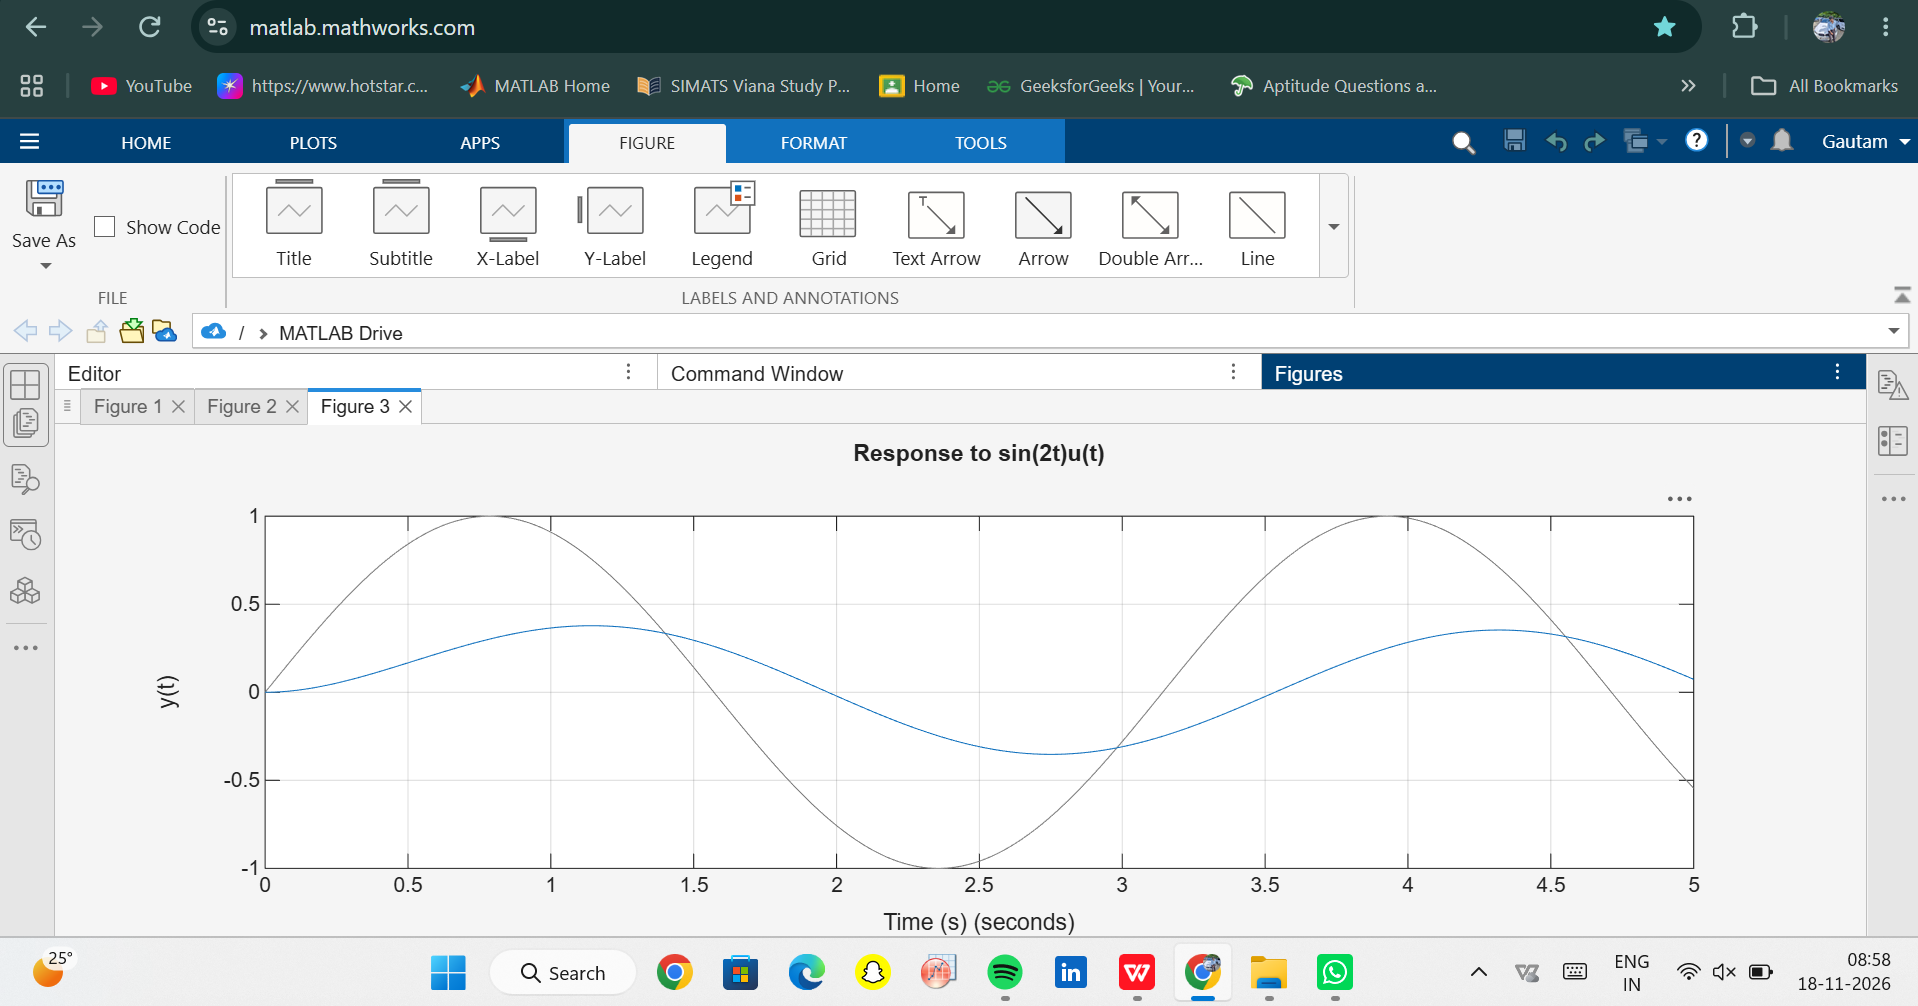 matlab.mathworks.com
YouTube https://www.hotstar.c... MATLAB Home SIMATS Viana Study P... Home GeeksforGeeks | Your... Aptitude Questions a... » All Bookmarks
HOME PLOTS APPS FIGURE FORMAT TOOLS ? Gautam
Save As
Show Code
Title Subtitle X-Label Y-Label Legend Grid Text Arrow Arrow Double Arr... Line
FILE LABELS AND ANNOTATIONS
/ > MATLAB Drive
Editor Command Window Figures
Figure 1 Figure 2 Figure 3
Response to sin(2t)u(t)
1
0.5
0
-0.5
-1
y(t)
0 0.5 1 1.5 2 2.5 3 3.5 4 4.5 5
Time (s) (seconds)
25°
Search
ENG
IN
08:58
18-11-2026